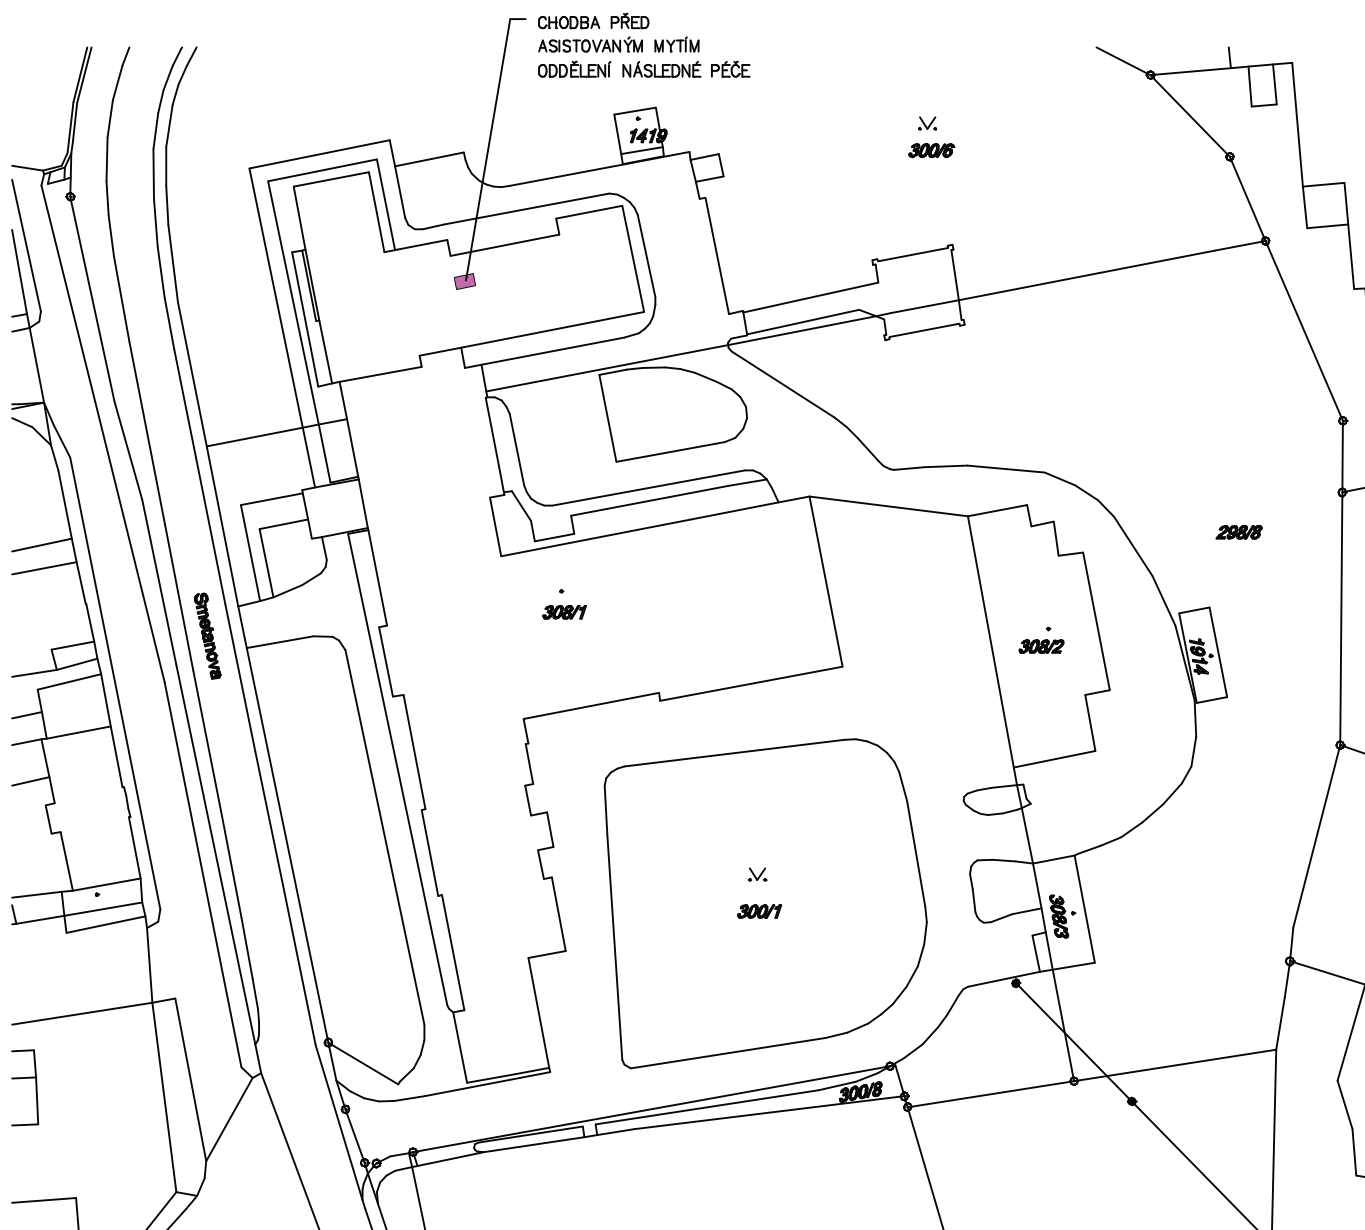 CHODBA PŘED
ASISTOVANÝM MYTÍM
ODDĚLENÍ NÁSLEDNÉ PÉČE
1419
300/6
298/8
Smetanova
308/1
308/2
1914
300/1
308/3
300/8